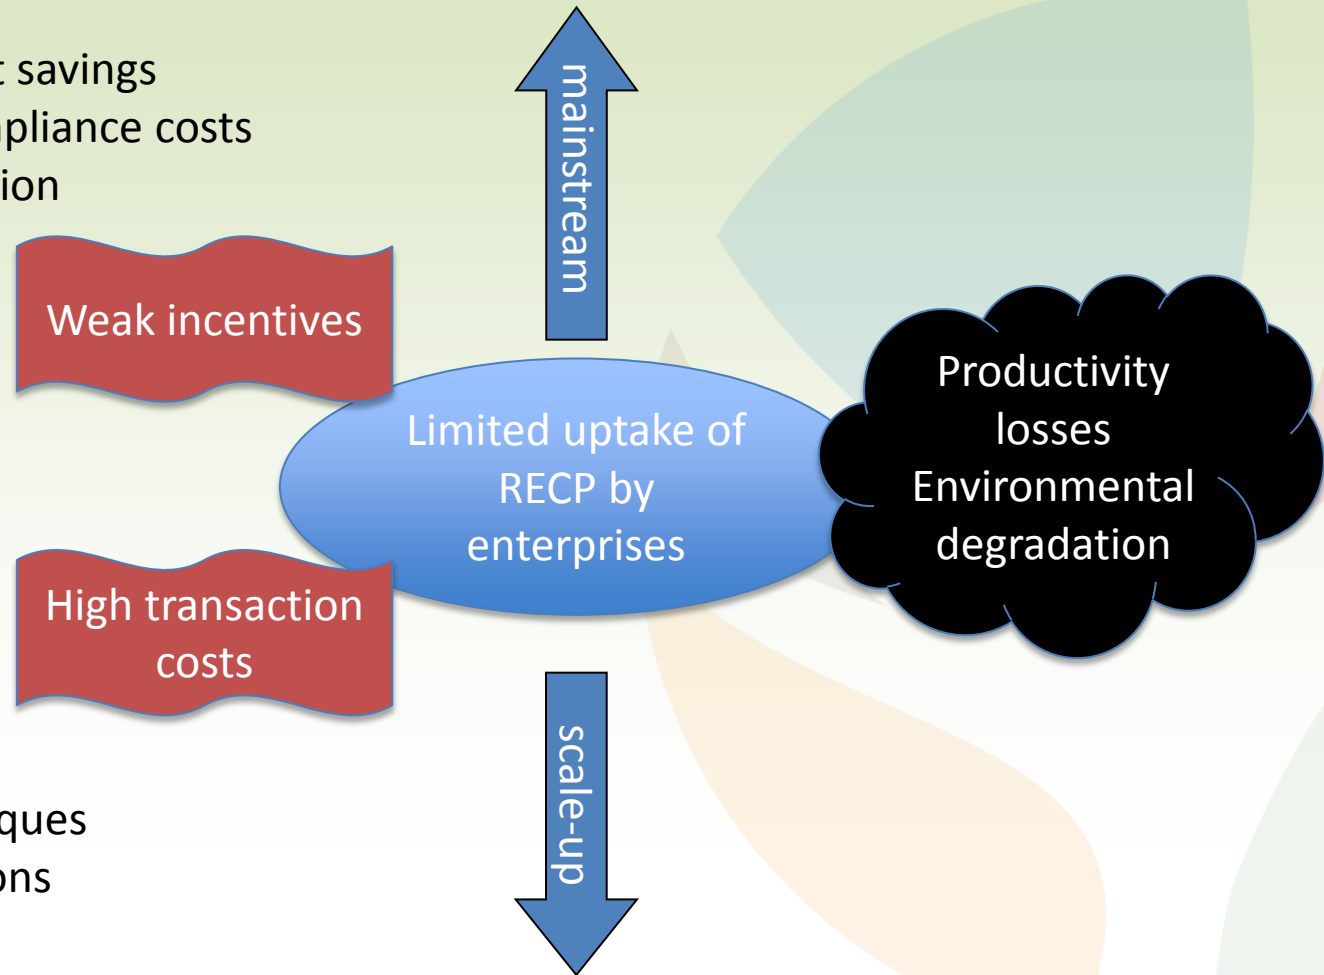 t savings
pliance costs
ion
mainstream
Weak incentives
Limited uptake of
RECP by
enterprises
Productivity
losses
Environmental
degradation
High transaction
costs
scale-up
ques
ons